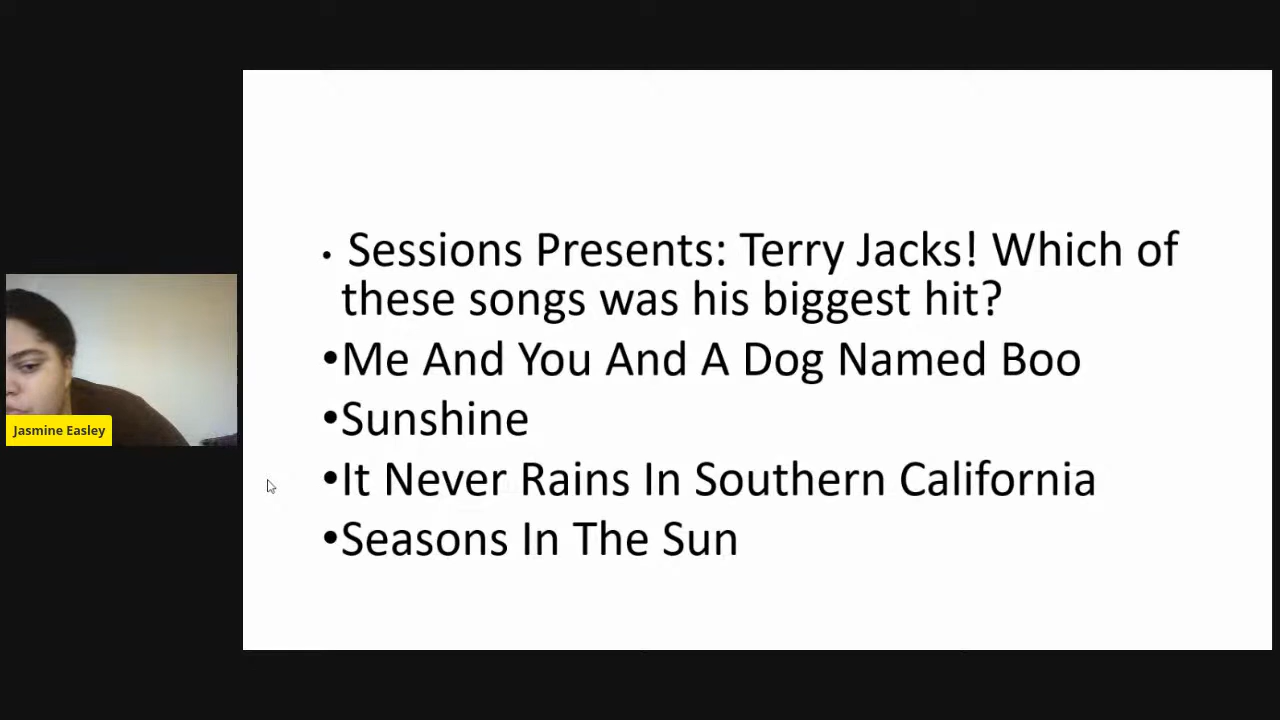 • Sessions Presents: Terry Jacks! Which of
these songs was his biggest hit?
•Me And You And A Dog Named Boo
•Sunshine
•It Never Rains In Southern California
•Seasons In The Sun
Jasmine Easley